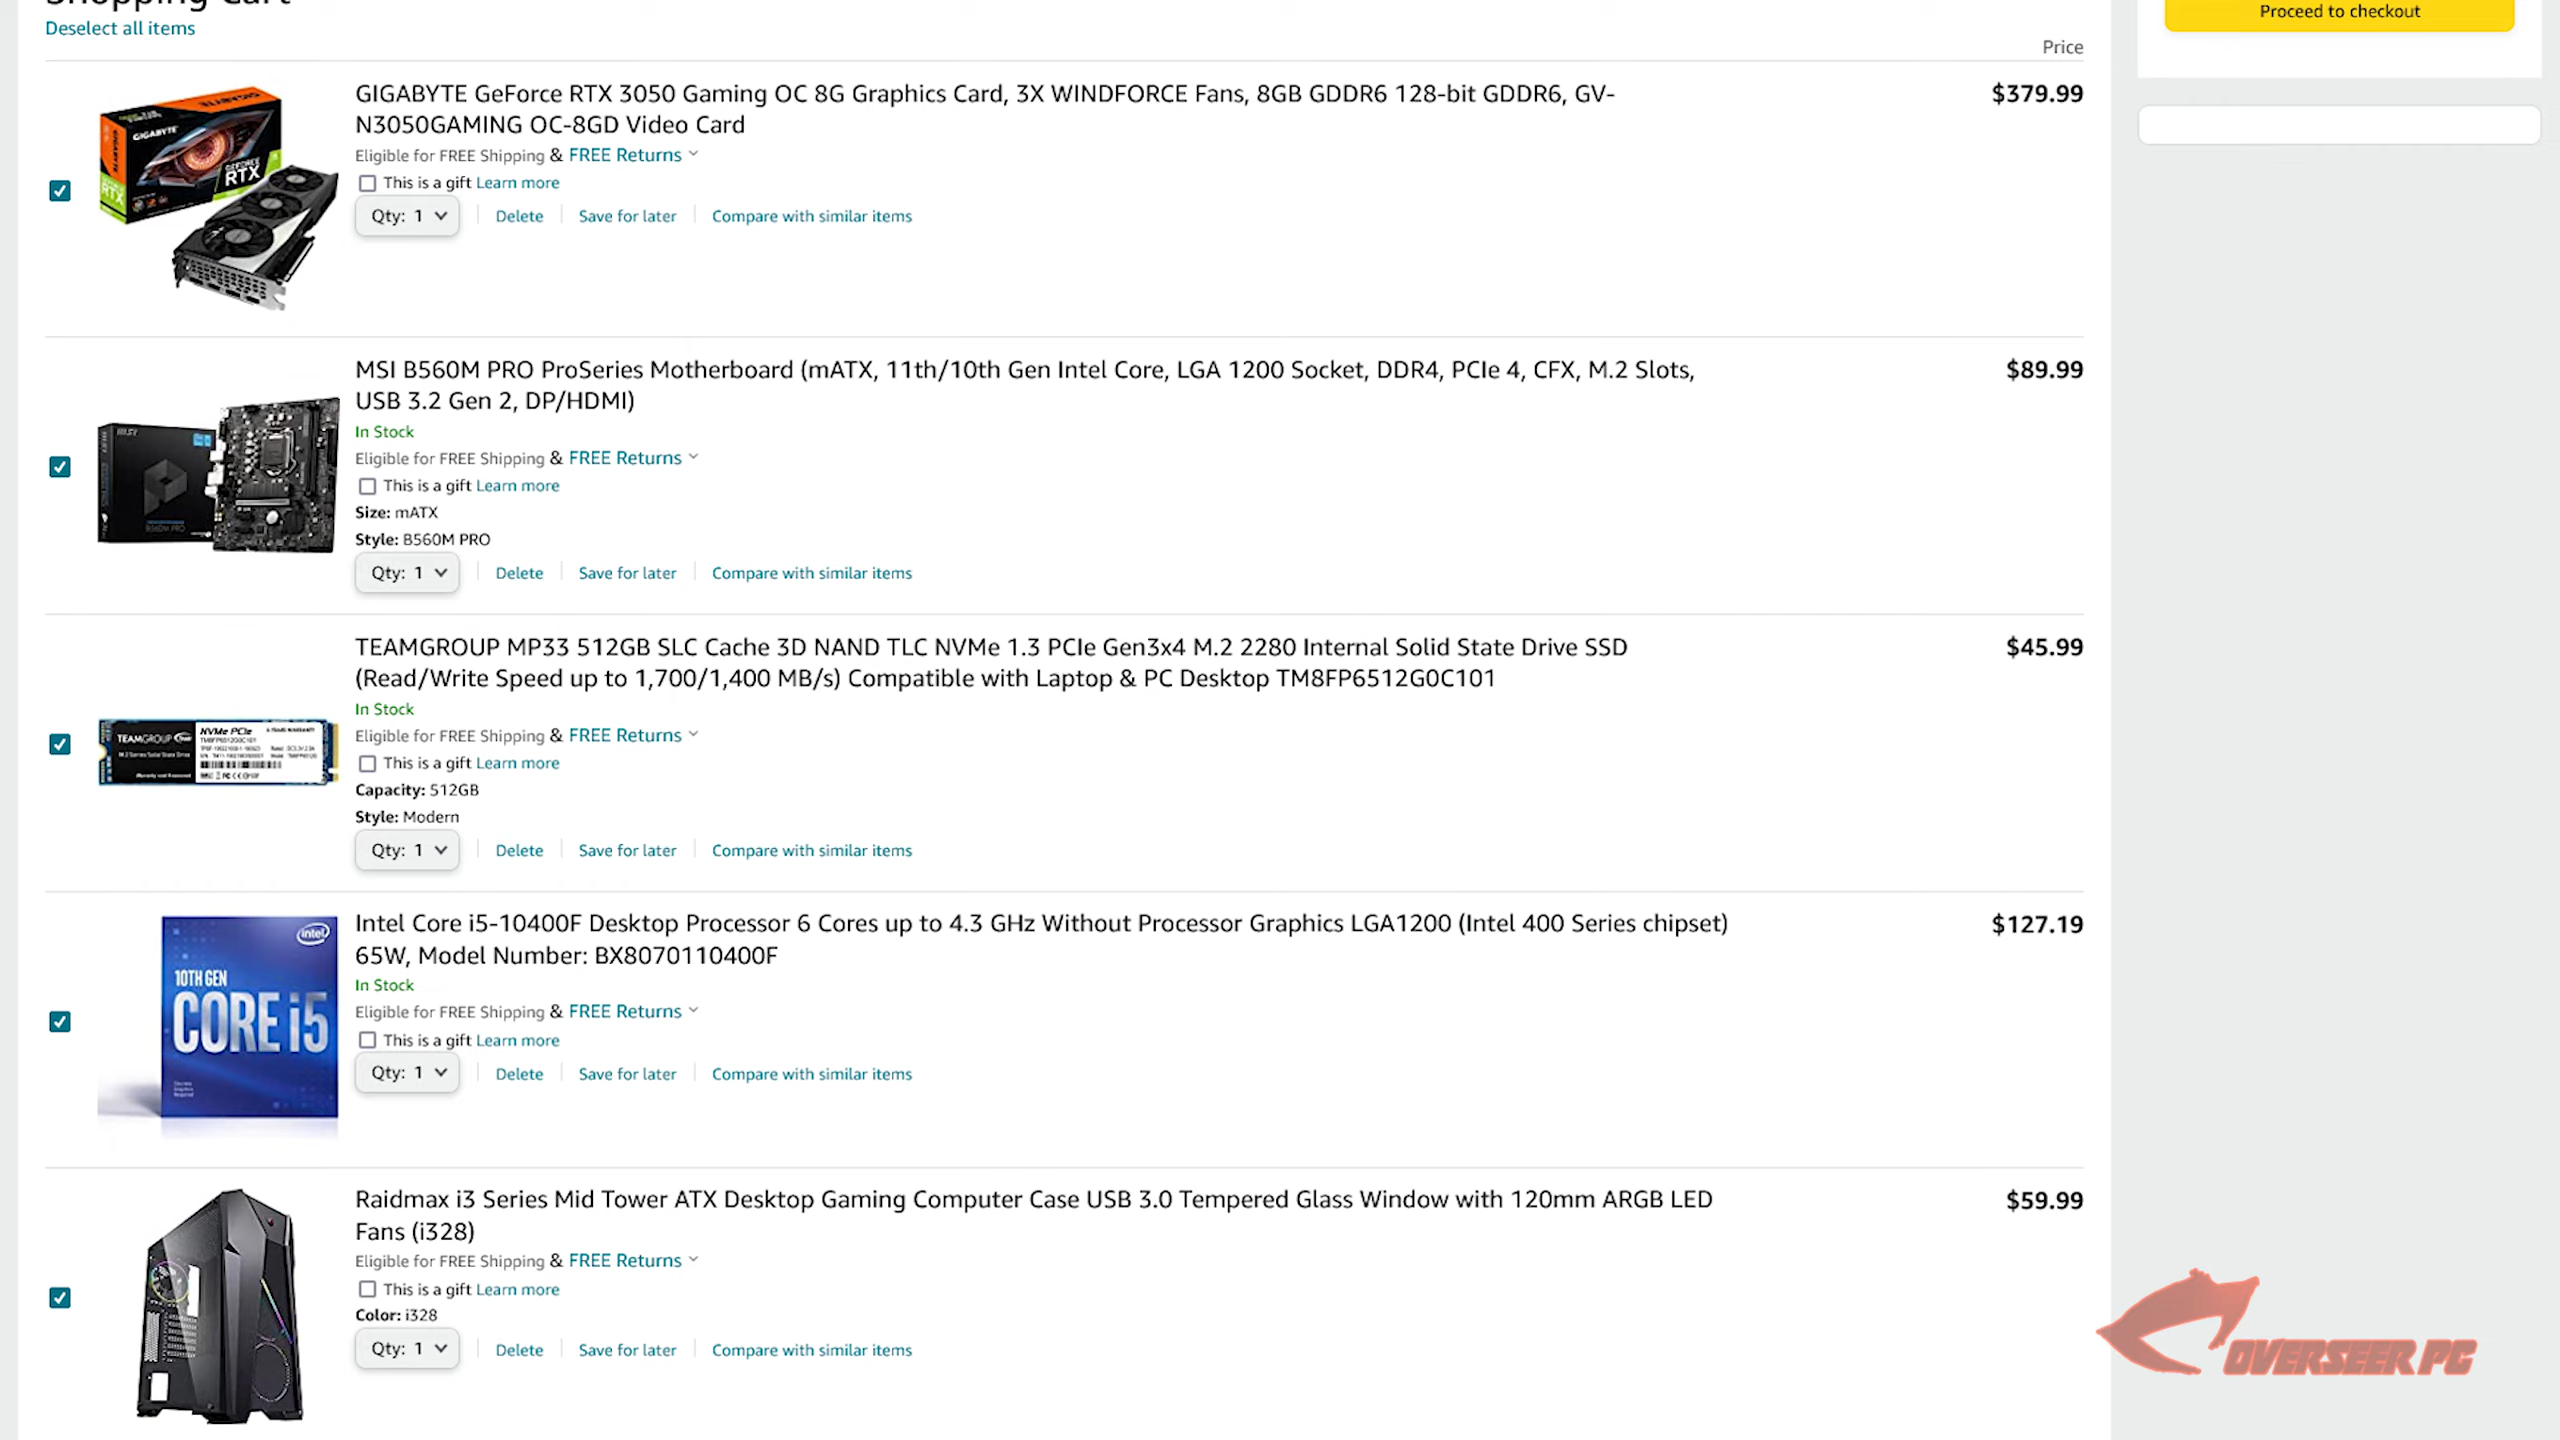 Shopping Cart
Deselect all items
Proceed to checkout
Price
GIGABYTE GeForce RTX 3050 Gaming OC 8G Graphics Card, 3X WINDFORCE Fans, 8GB GDDR6 128-bit GDDR6, GV-
$379.99
N3050GAMING OC-8GD Video Card
Eligible for FREE Shipping & FREE Returns
This is a gift Learn more
Qty: 1 Delete Save for later Compare with similar items
GIGABYTE
GEFORCE
RTX
MSI B560M PRO ProSeries Motherboard (mATX, 11th/10th Gen Intel Core, LGA 1200 Socket, DDR4, PCIe 4, CFX, M.2 Slots,
$89.99
USB 3.2 Gen 2, DP/HDMI)
In Stock
Eligible for FREE Shipping & FREE Returns
This is a gift Learn more
Size: mATX
Style: B560M PRO
Qty: 1 Delete Save for later Compare with similar items
msi
B560M PRO
TEAMGROUP MP33 512GB SLC Cache 3D NAND TLC NVMe 1.3 PCIe Gen3x4 M.2 2280 Internal Solid State Drive SSD
$45.99
(Read/Write Speed up to 1,700/1,400 MB/s) Compatible with Laptop & PC Desktop TM8FP6512G0C101
In Stock
Eligible for FREE Shipping & FREE Returns
This is a gift Learn more
Capacity: 512GB
Style: Modern
Qty: 1 Delete Save for later Compare with similar items
TEAMGROUP
NVMe PCIe
TM8FP6512G0C101
Intel Core i5-10400F Desktop Processor 6 Cores up to 4.3 GHz Without Processor Graphics LGA1200 (Intel 400 Series chipset)
$127.19
65W, Model Number: BX8070110400F
In Stock
Eligible for FREE Shipping & FREE Returns
This is a gift Learn more
Qty: 1 Delete Save for later Compare with similar items
intel
10TH GEN
CORE i5
Raidmax i3 Series Mid Tower ATX Desktop Gaming Computer Case USB 3.0 Tempered Glass Window with 120mm ARGB LED
$59.99
Fans (i328)
Eligible for FREE Shipping & FREE Returns
This is a gift Learn more
Color: i328
Qty: 1 Delete Save for later Compare with similar items
OVERSEER PC